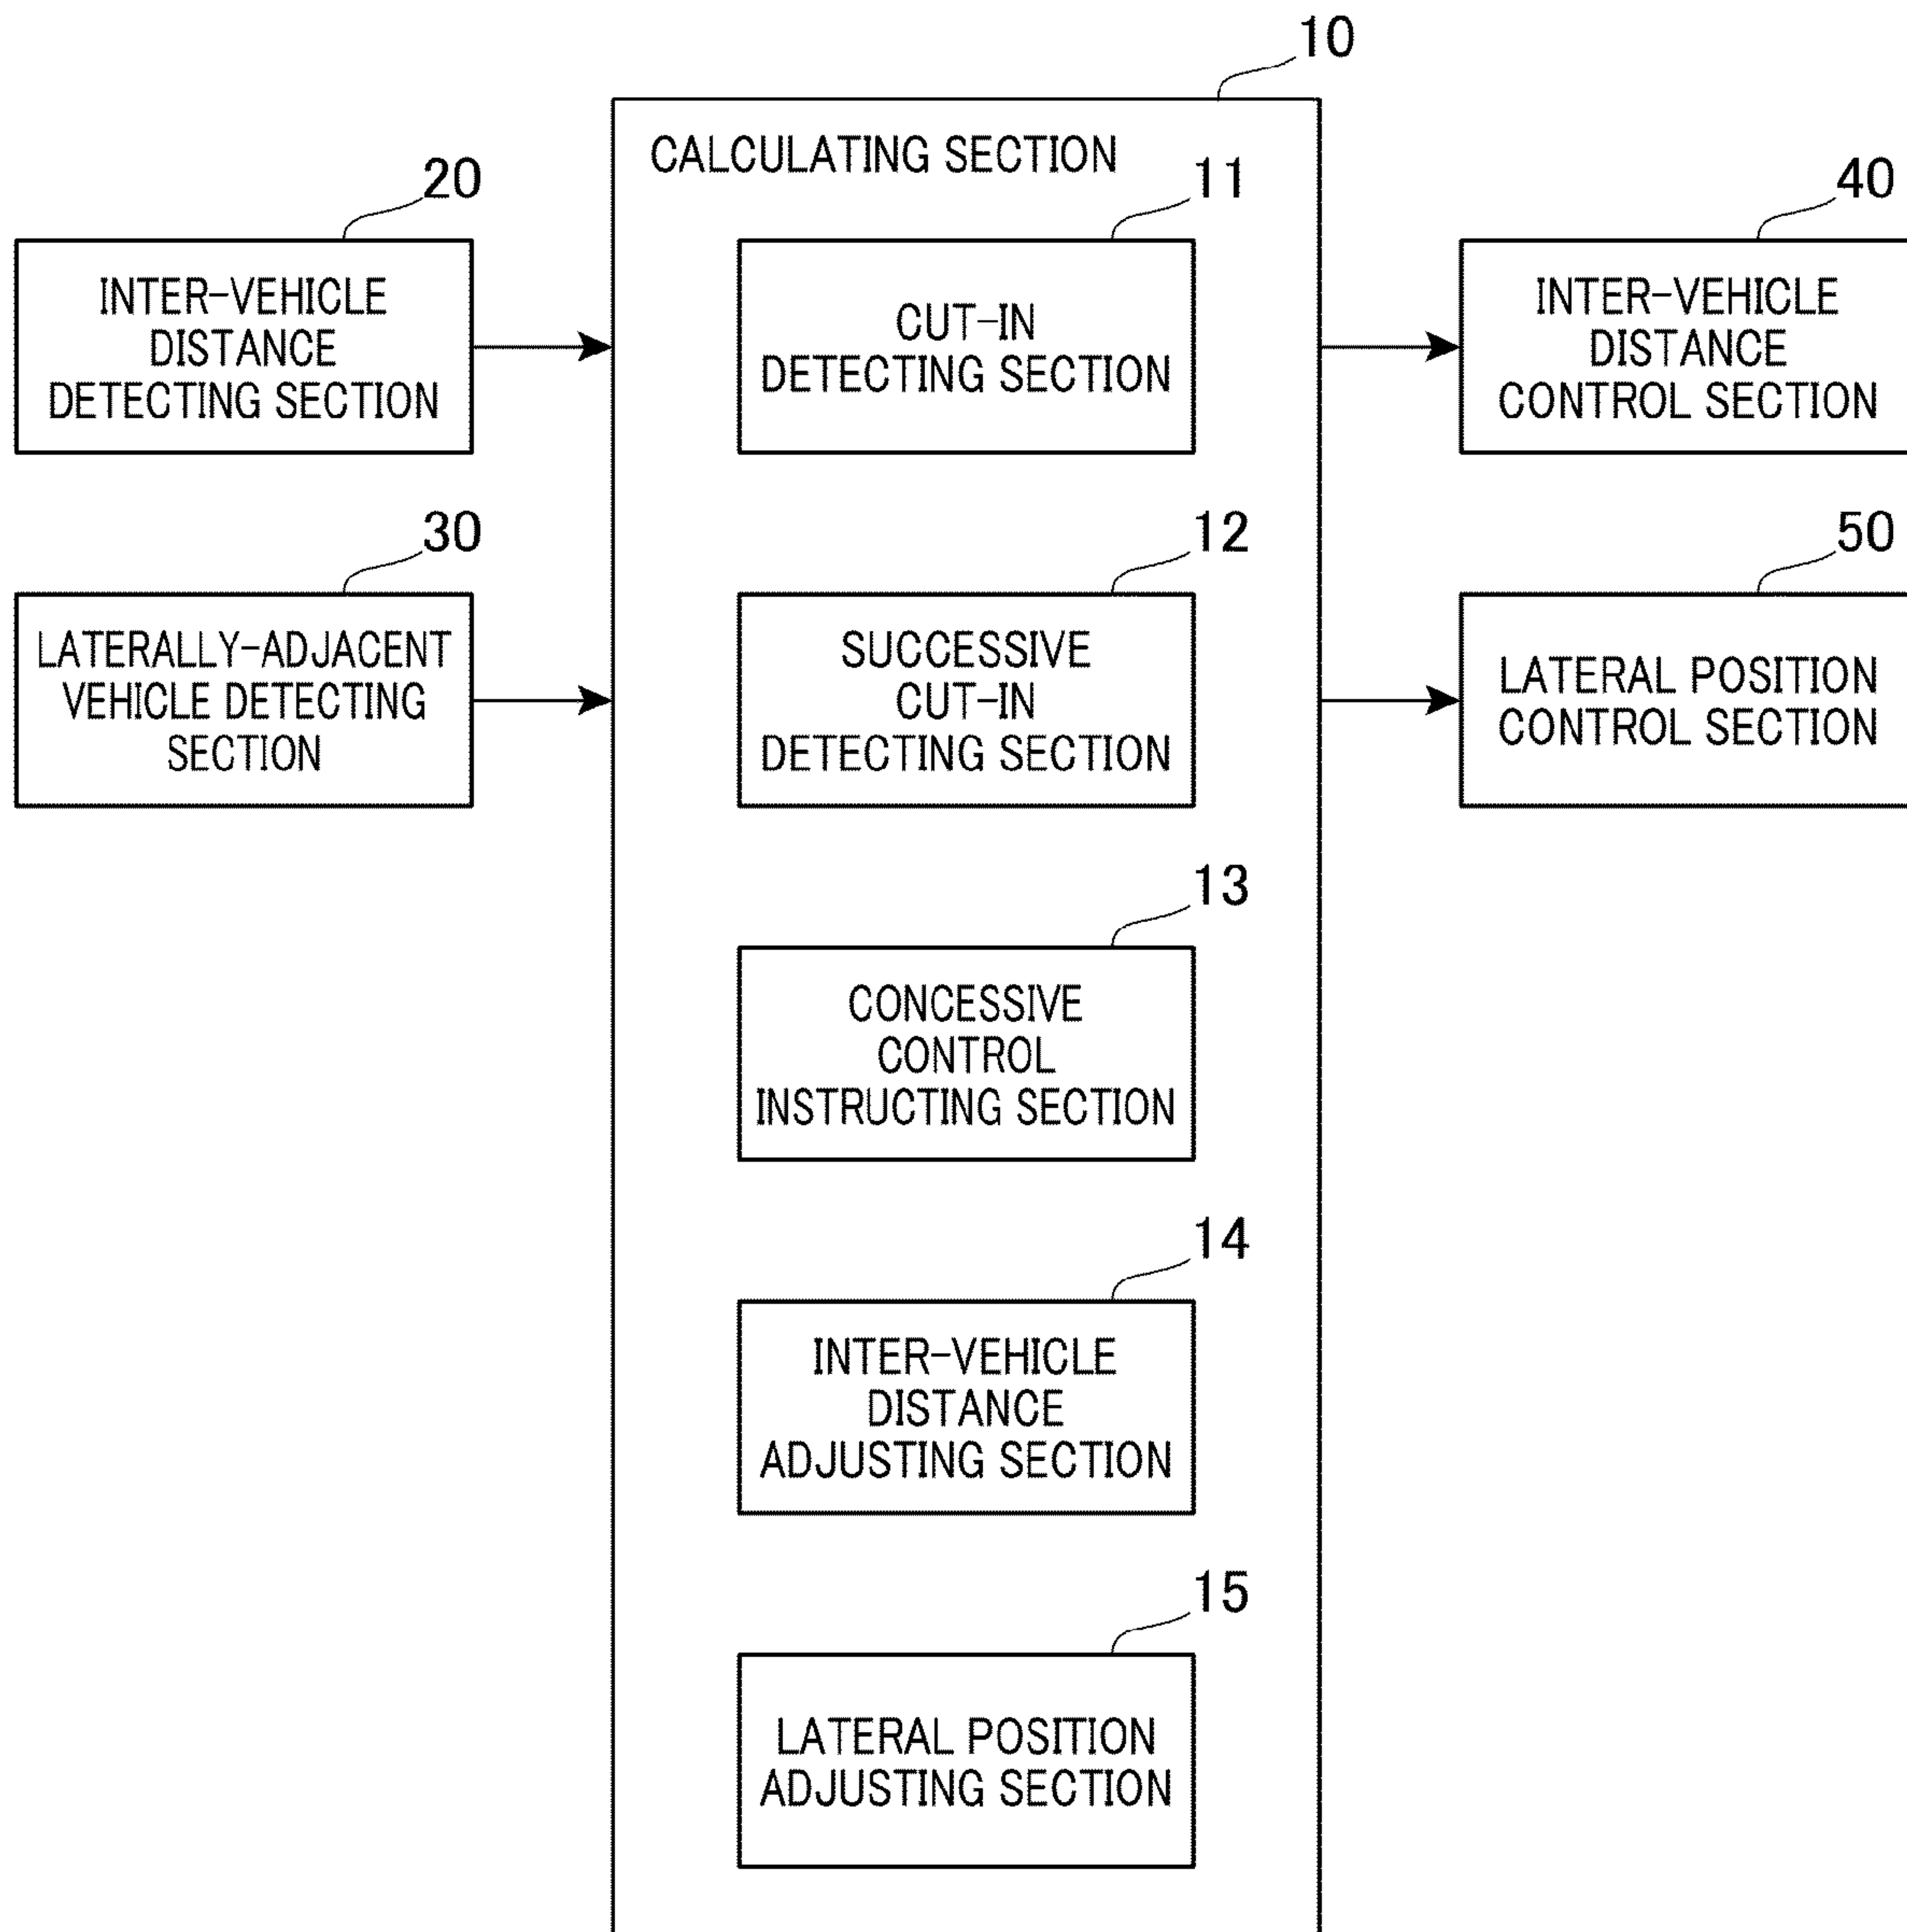 10
CALCULATING SECTION
20
INTER-VEHICLE
DISTANCE
DETECTING SECTION
30
LATERALLY-ADJACENT
VEHICLE DETECTING
SECTION
11
CUT-IN
DETECTING SECTION
12
SUCCESSIVE
CUT-IN
DETECTING SECTION
13
CONCESSIVE
CONTROL
INSTRUCTING SECTION
14
INTER-VEHICLE
DISTANCE
ADJUSTING SECTION
15
LATERAL POSITION
ADJUSTING SECTION
40
INTER-VEHICLE
DISTANCE
CONTROL SECTION
50
LATERAL POSITION
CONTROL SECTION